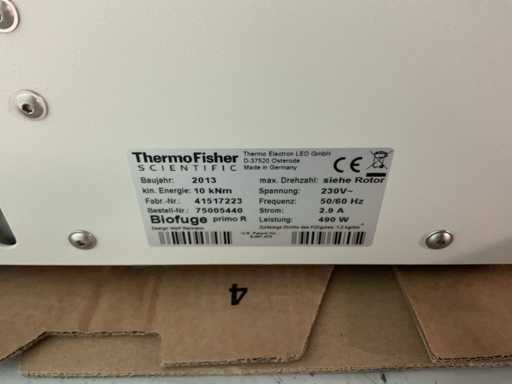 ThermoFisher
SCIENTIFIC
Thermo Electron LED GmbH
D-37520 Osterode
Made in Germany
CE
Baujahr: 2013
max. Drehzahl: siehe Rotor
kin. Energie: 10 kNm
Spannung: 230V~
Fabr.-Nr.: 41517223
Frequenz: 50/60 Hz
Bestell-Nr.: 75005440
Strom: 2.9 A
Biofuge primo R
Leistung: 490 W
4